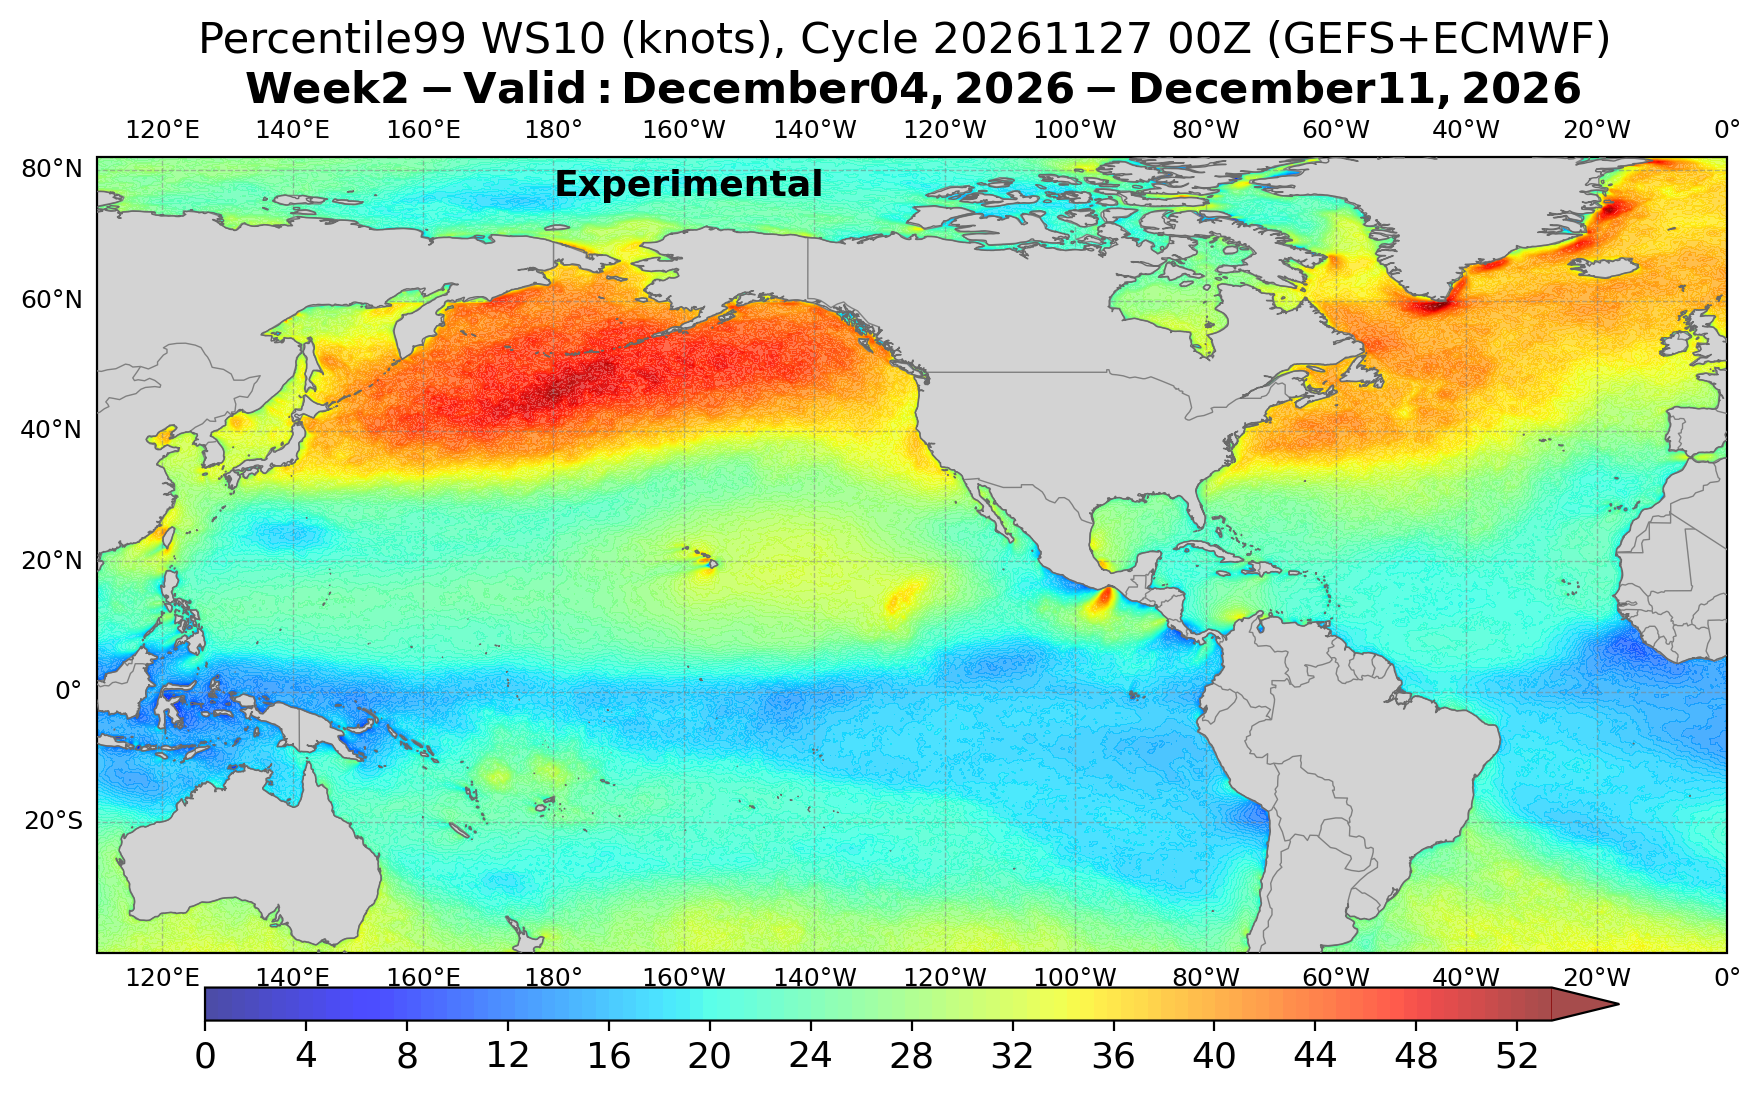 Percentile99 WS10 (knots), Cycle 20261127 00Z (GEFS+ECMWF)
Week2 − Valid : December04, 2026 − December11, 2026
120°E 140°E 160°E 180° 160°W 140°W 120°W 100°W 80°W 60°W 40°W 20°W 0°
80°N
Experimental
60°N
40°N
20°N
0°
20°S
120°E 140°E 160°E 180° 160°W 140°W 120°W 100°W 80°W 60°W 40°W 20°W 0°
0 4 8 12 16 20 24 28 32 36 40 44 48 52